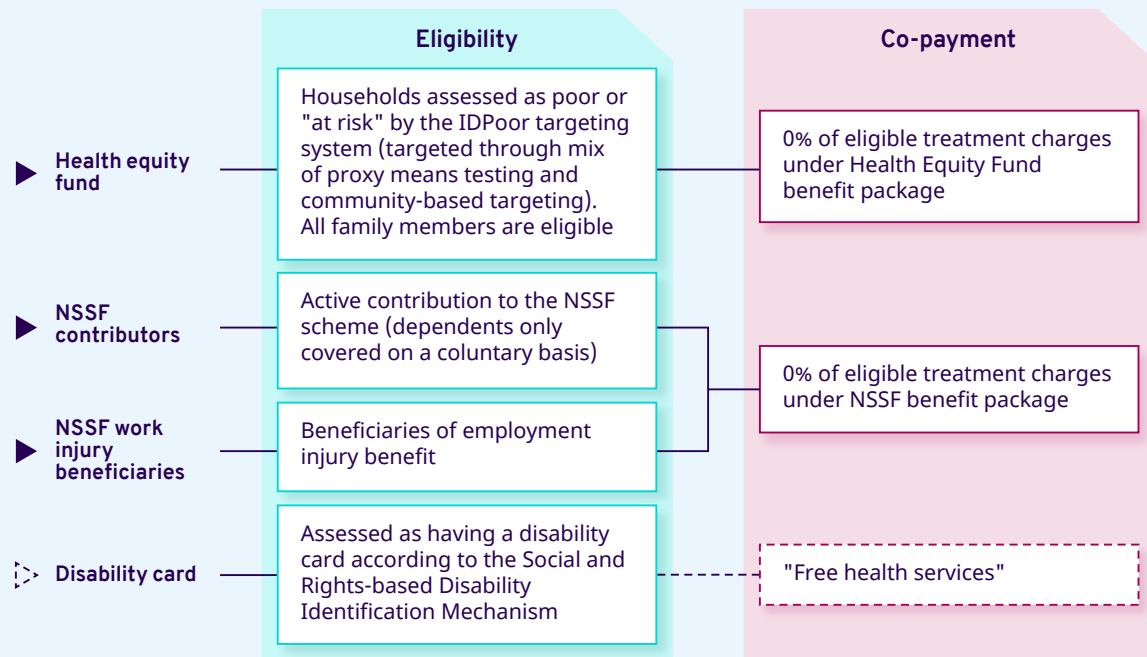 Eligibility
Co-payment
Health equity
fund
Households assessed as poor or
"at risk" by the IDPoor targeting
system (targeted through mix
of proxy means testing and
community-based targeting).
All family members are eligible
0% of eligible treatment charges
under Health Equity Fund
benefit package
NSSF
contributors
Active contribution to the NSSF
scheme (dependents only
covered on a coluntary basis)
0% of eligible treatment charges
under NSSF benefit package
NSSF work
injury
beneficiaries
Beneficiaries of employment
injury benefit
Disability card
Assessed as having a disability
card according to the Social and
Rights-based Disability
Identification Mechanism
"Free health services"